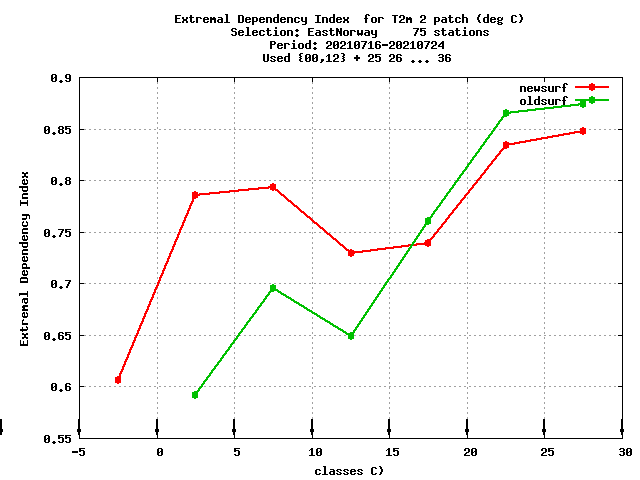 Extremal Dependency Index  for T2m 2 patch (deg C)
Selection: EastNorway     75 stations
Period: 20210716-20210724
Used {00,12} + 25 26 ... 36
newsurf
oldsurf
Extremal Dependency Index
0.9
0.85
0.8
0.75
0.7
0.65
0.6
0.55
-5 0 5 10 15 20 25 30
classes C)